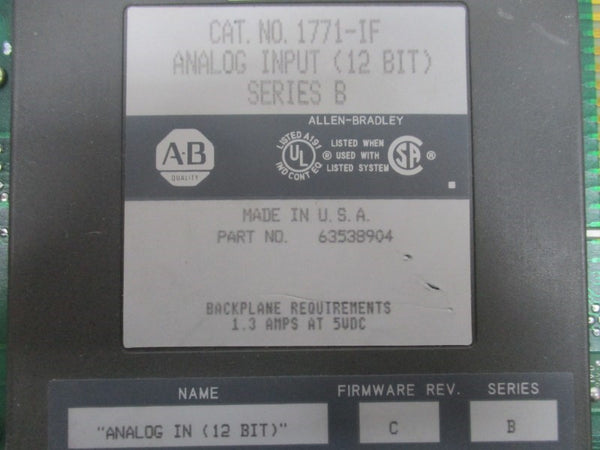 CAT. NO. 1771-IF
ANALOG INPUT (12 BIT)
SERIES B
ALLEN-BRADLEY
A-B
QUALITY
LISTED A191
UL
IND CONT EQ
®
LISTED WHEN
USED WITH
LISTED SYSTEM
SA
®
MADE IN U.S.A.
PART NO. 63538904
BACKPLANE REQUIREMENTS
1.3 AMPS AT 5VDC
NAME FIRMWARE REV. SERIES
"ANALOG IN (12 BIT)" C B